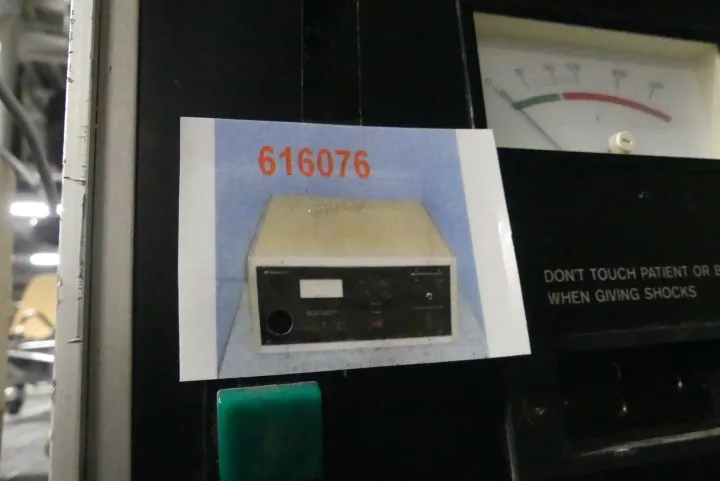 616076
DON'T TOUCH PATIENT OR B
WHEN GIVING SHOCKS